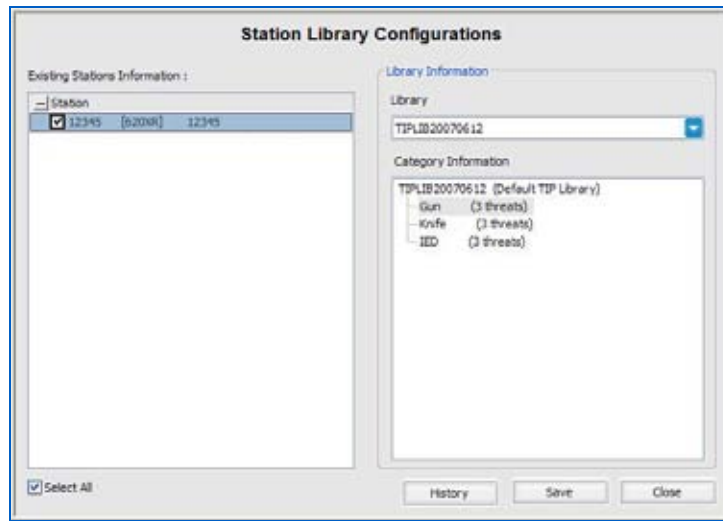 Station Library Configurations
Existing Stations Information :
Station
12345 [620XR] 12345
Select All
Library Information
Library
TIPLIB20070612
Category Information
TIPLIB20070612 (Default TIP Library)
Gun (3 threats)
Knife (3 threats)
IED (3 threats)
History Save Close